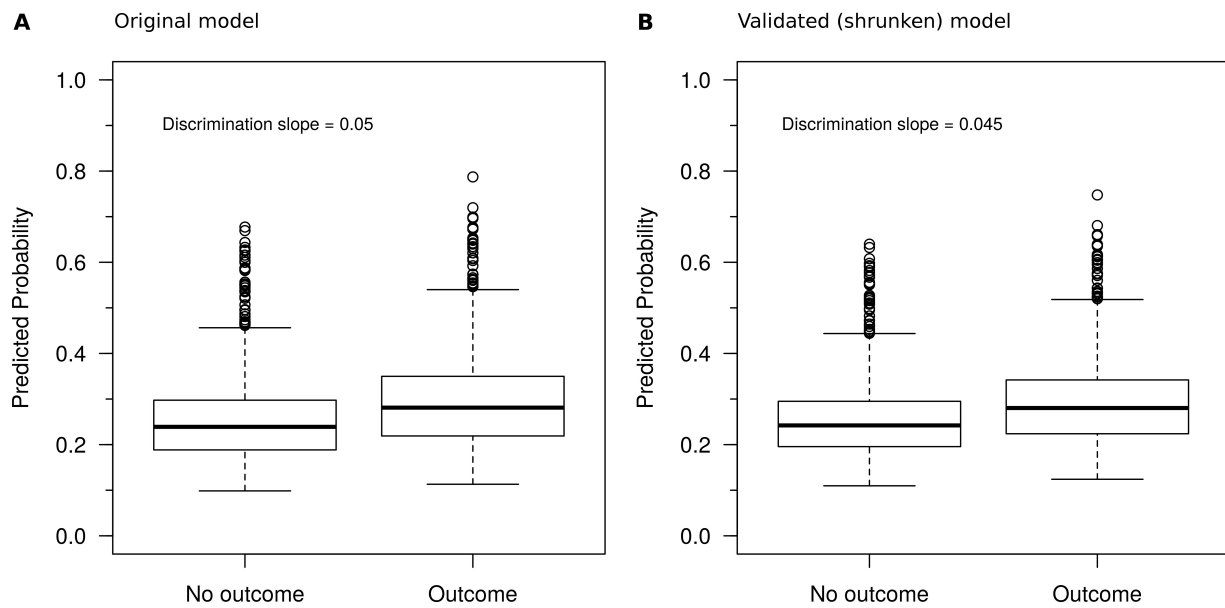 A Original model
1.0
Discrimination slope = 0.05
0.8
0.6
0.4
0.2
0.0
Predicted Probability
No outcome Outcome
B Validated (shrunken) model
1.0
Discrimination slope = 0.045
0.8
0.6
0.4
0.2
0.0
Predicted Probability
No outcome Outcome